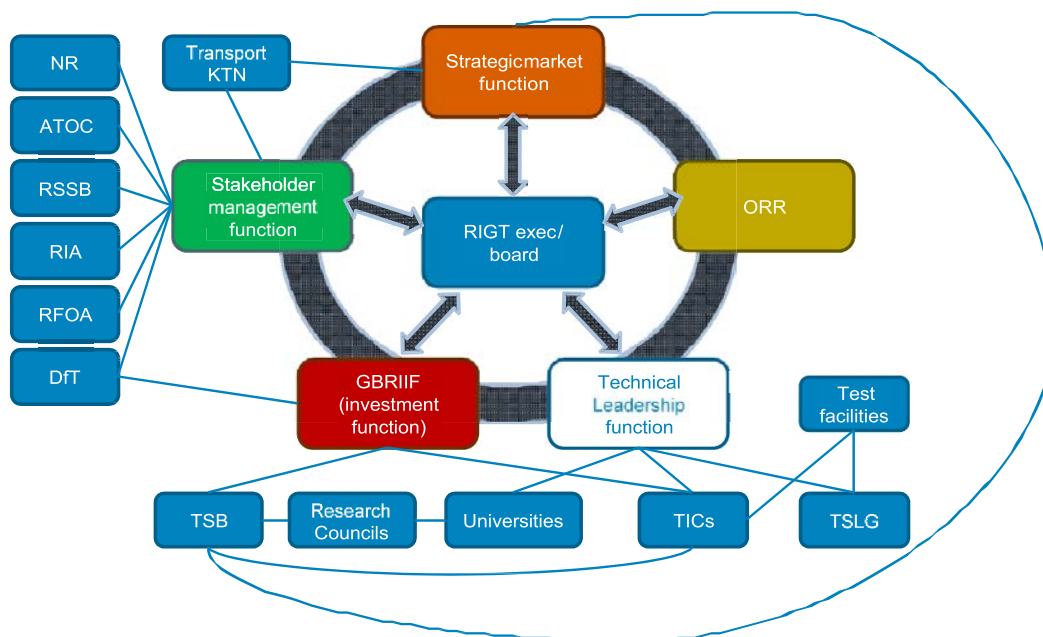 NR
ATOC
RSSB
RIA
RFOA
DfT
Transport
KTN
Strategicmarket
function
Stakeholder
management
function
RIGT exec/
board
ORR
GBRIIF
(investment
function)
Technical
Leadership
function
Test
facilities
TSB
Research
Councils
Universities
TICs
TSLG